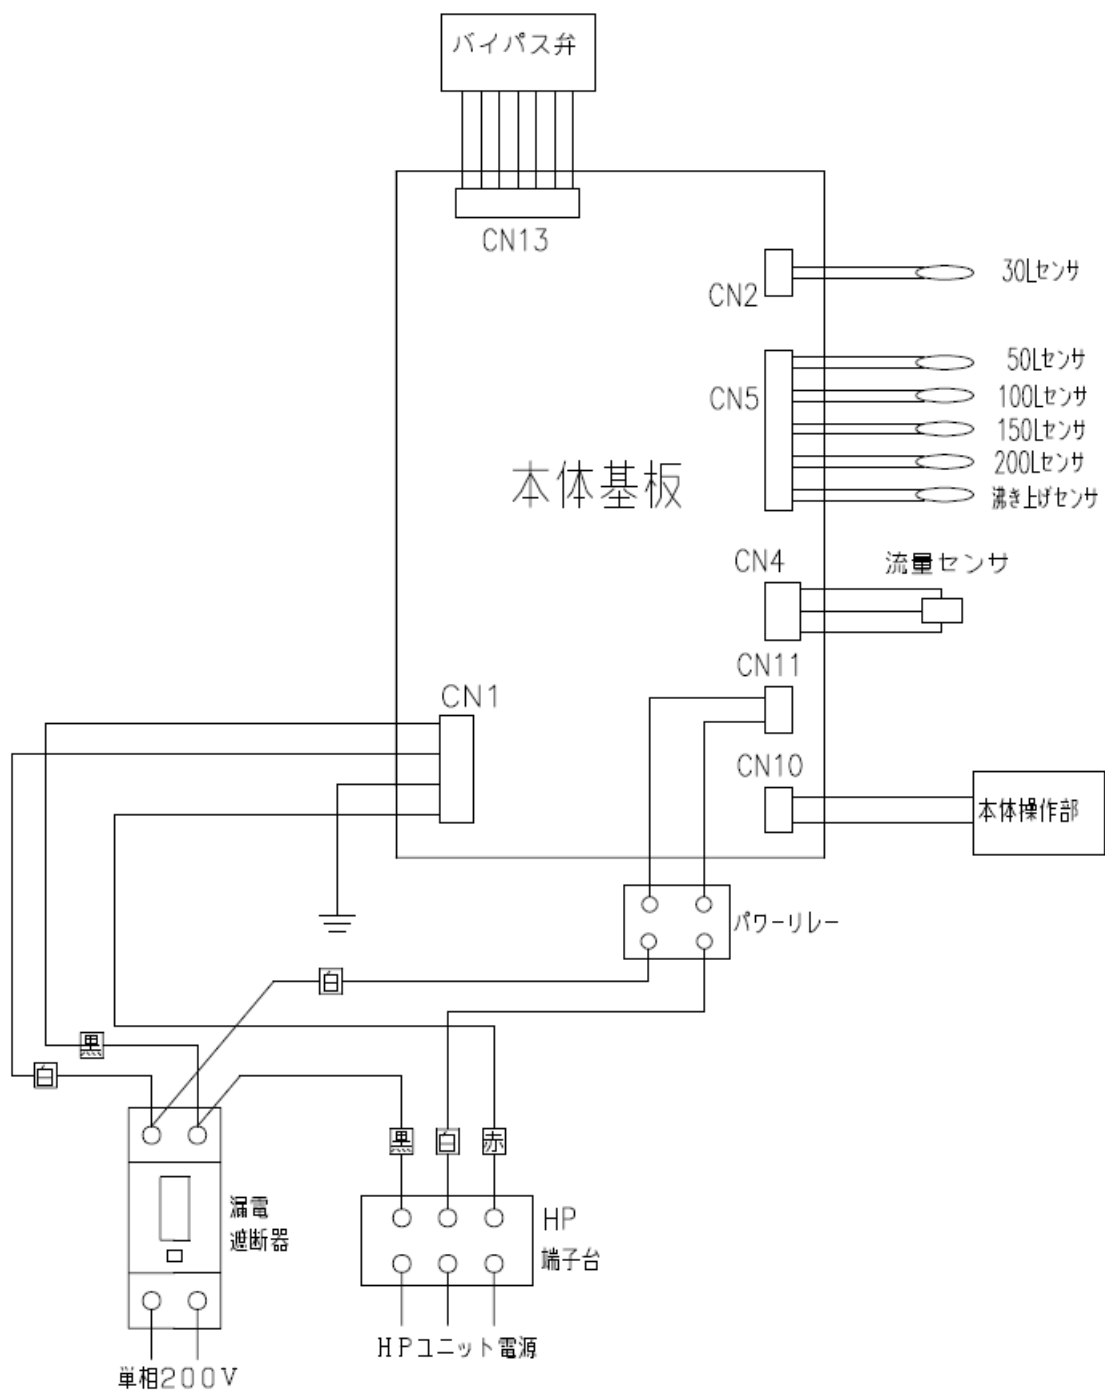 バイパス弁
CN13
CN2
30Lセンサ
50Lセンサ
CN5
100Lセンサ
150Lセンサ
200Lセンサ
本体基板
沸き上げセンサ
CN4
流量センサ
CN11
CN1
CN10
本体操作部
パワーリレー
白
黒
白
黒
白
赤
漏電
遮断器
HP
端子台
HPユニット電源
単相200V